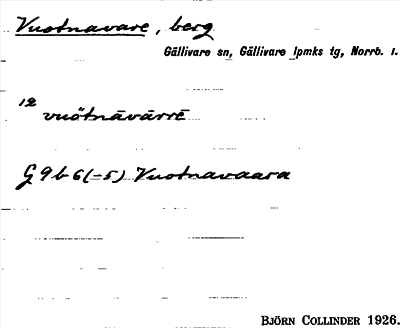 Vuotnavare, berg
Gällivare sn, Gällivare lpmks tg, Norrb. l.
12 vuŏtnăvārrē
G 9 b 6 (-5) Vuotnavaara
BJÖRN COLLINDER 1926.